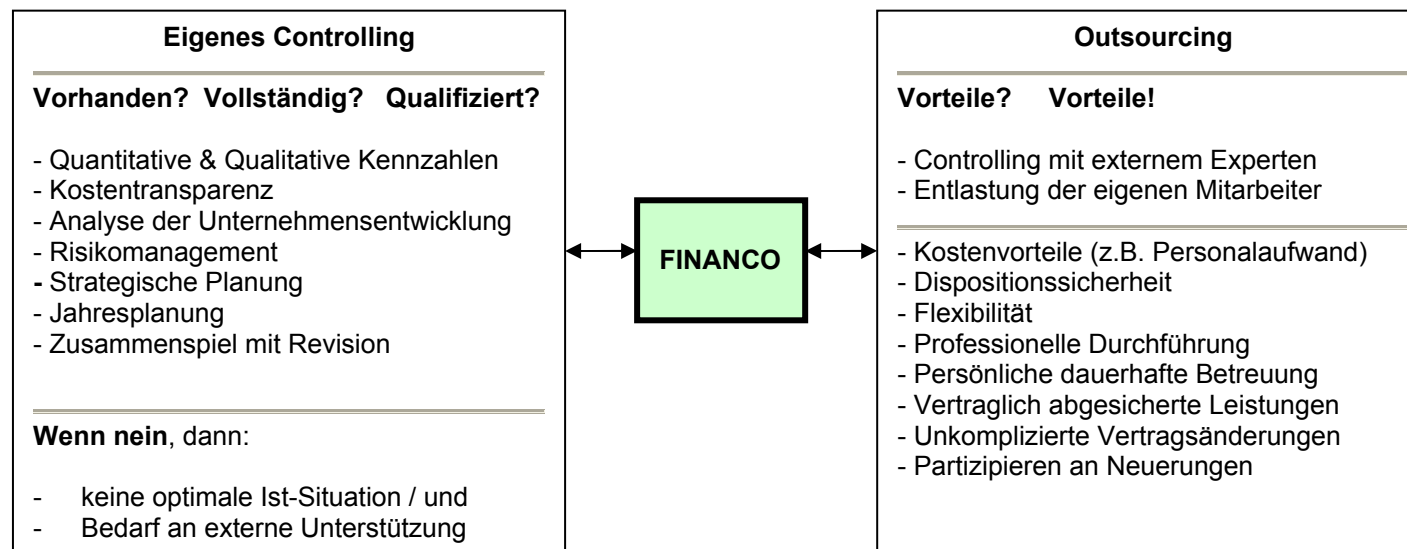 Eigenes Controlling
Vorhanden? Vollständig? Qualifiziert?
- Quantitative & Qualitative Kennzahlen
- Kostentransparenz
- Analyse der Unternehmensentwicklung
- Risikomanagement
- Strategische Planung
- Jahresplanung
- Zusammenspiel mit Revision
Wenn nein, dann:
- keine optimale Ist-Situation / und
- Bedarf an externe Unterstützung
FINANCO
Outsourcing
Vorteile? Vorteile!
- Controlling mit externem Experten
- Entlastung der eigenen Mitarbeiter
- Kostenvorteile (z.B. Personalaufwand)
- Dispositionssicherheit
- Flexibilität
- Professionelle Durchführung
- Persönliche dauerhafte Betreuung
- Vertraglich abgesicherte Leistungen
- Unkomplizierte Vertragsänderungen
- Partizipieren an Neuerungen